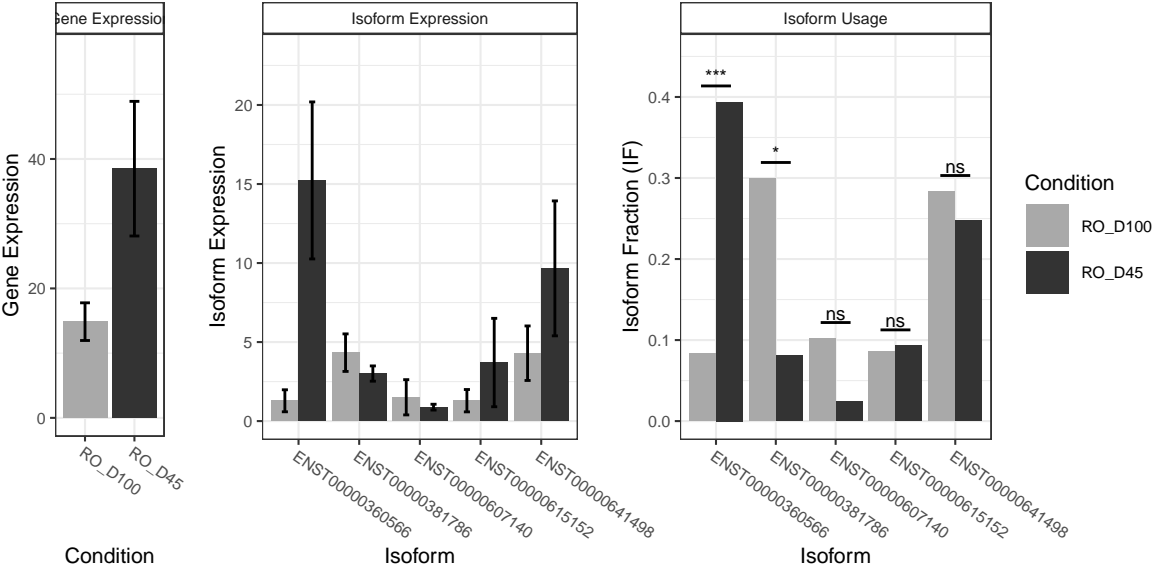 Gene Expression
Isoform Expression
Isoform Usage
Gene Expression
40
20
0
RO_D100
RO_D45
Condition
Isoform Expression
20
15
10
5
0
ENST00000360566
ENST00000381786
ENST00000607140
ENST00000615152
ENST00000641498
Isoform
Isoform Fraction (IF)
0.4
0.3
0.2
0.1
0.0
***
*
ns
ns
ns
ENST00000360566
ENST00000381786
ENST00000607140
ENST00000615152
ENST00000641498
Isoform
Condition
RO_D100
RO_D45